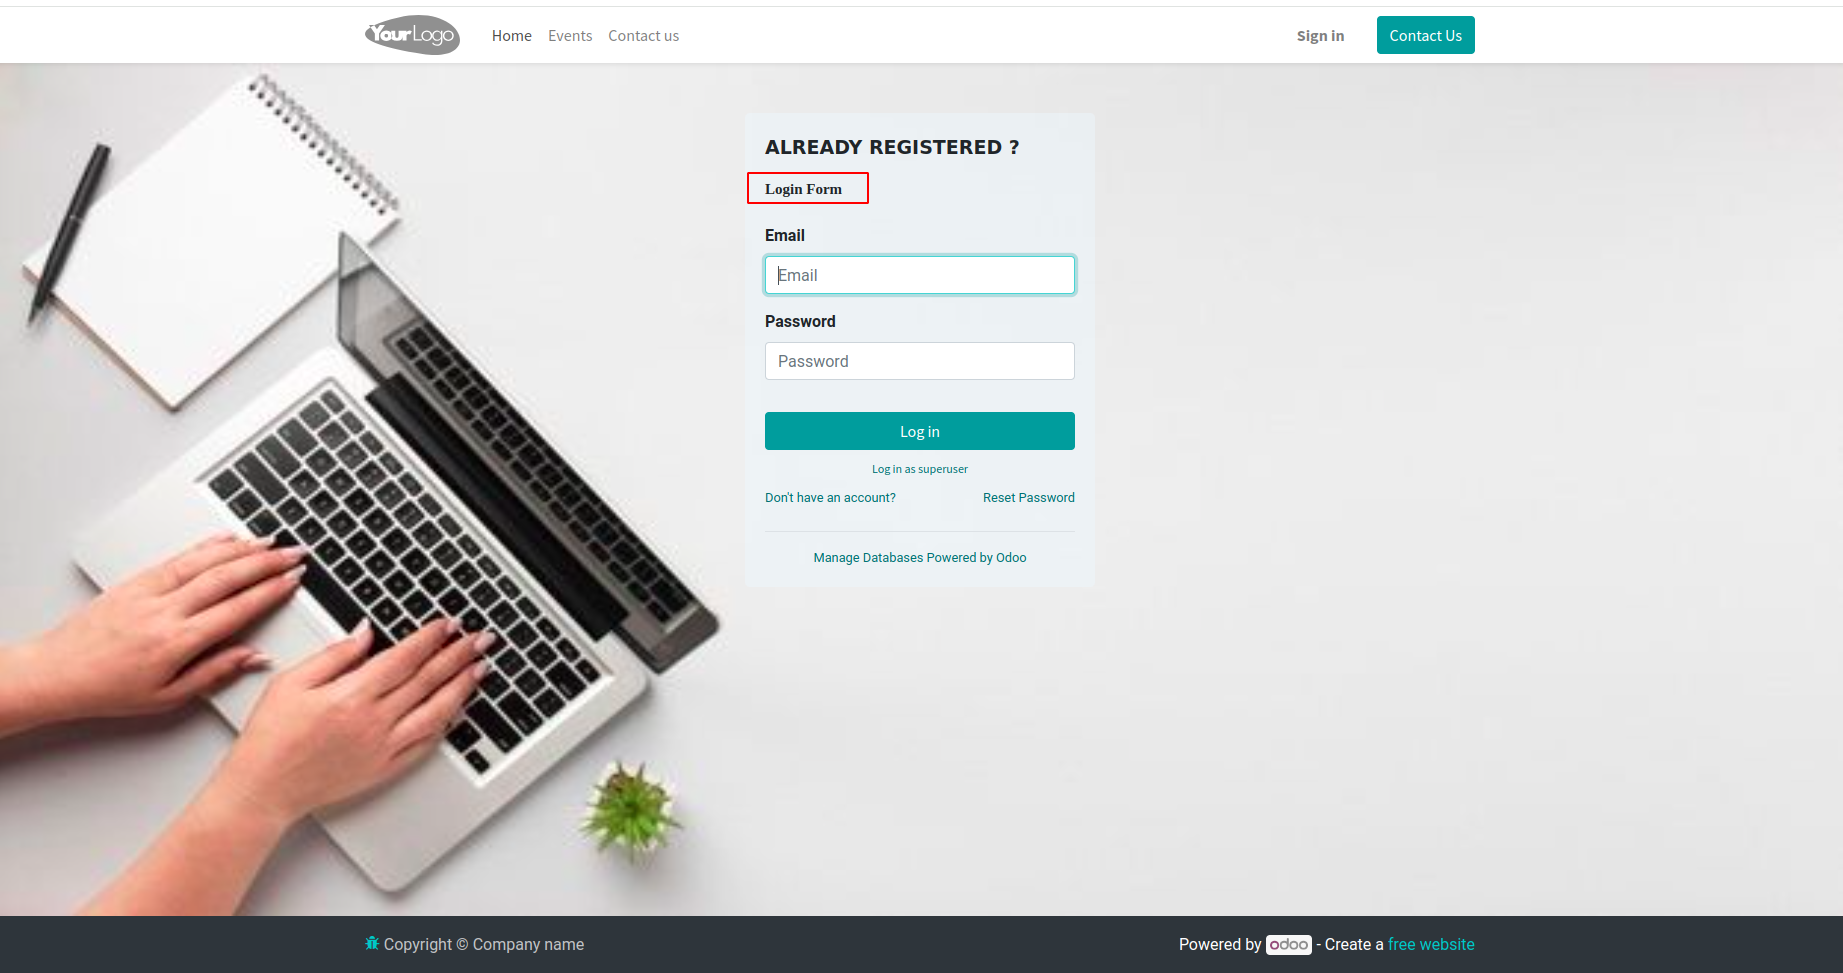 YourLogo Home Events Contact us Sign in Contact Us
ALREADY REGISTERED ?
Login Form
Email
Email
Password
Password
Log in
Log in as superuser
Don't have an account? Reset Password
Manage Databases Powered by Odoo
Copyright © Company name Powered by odoo - Create a free website